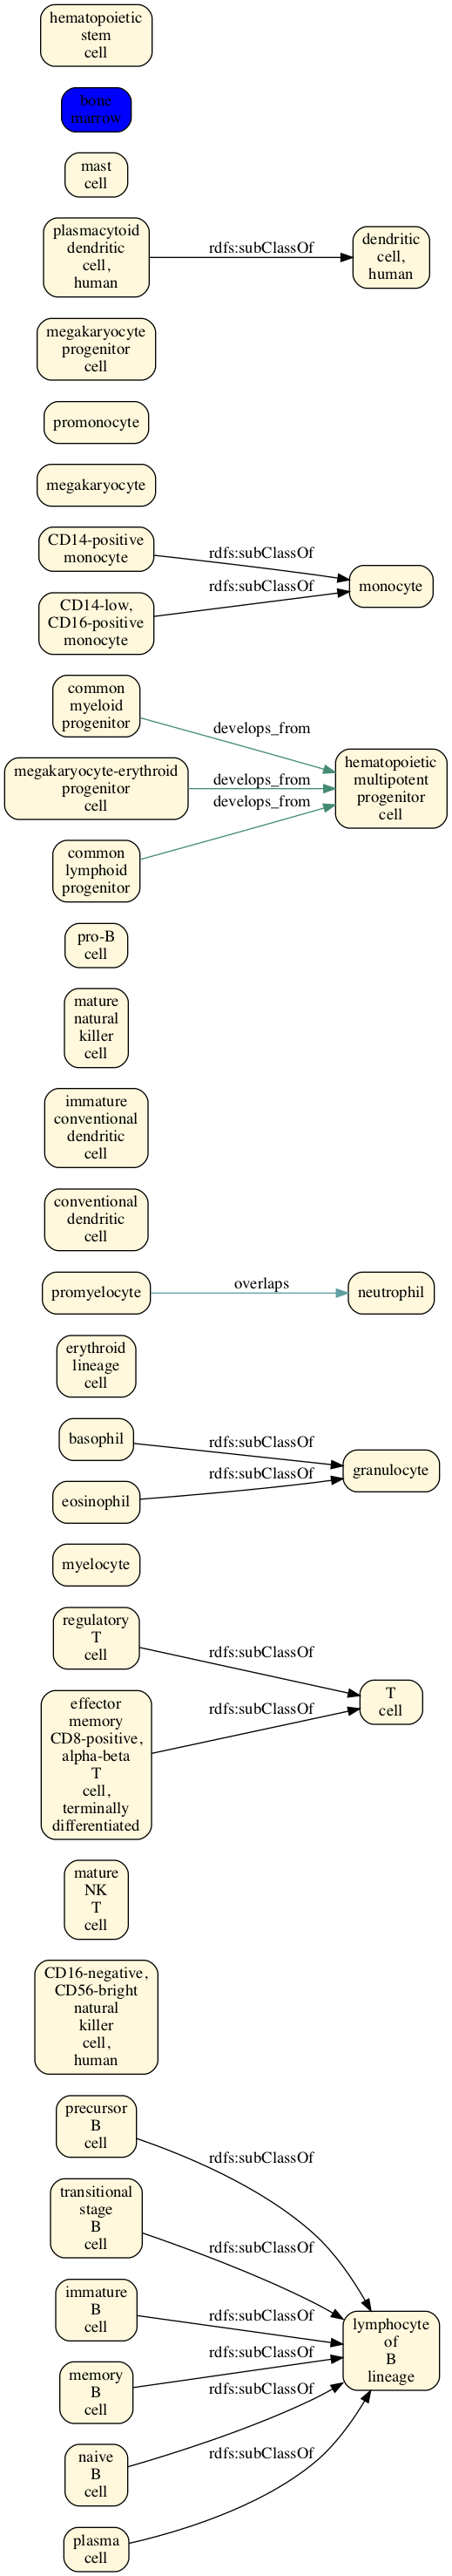 hematopoietic
stem
cell
bone
marrow
mast
cell
plasmacytoid
dendritic
cell,
human
rdfs:subClassOf
dendritic
cell,
human
megakaryocyte
progenitor
cell
promonocyte
megakaryocyte
CD14-positive
monocyte
rdfs:subClassOf
CD14-low,
CD16-positive
monocyte
rdfs:subClassOf
monocyte
common
myeloid
progenitor
develops_from
megakaryocyte-erythroid
progenitor
cell
develops_from
common
lymphoid
progenitor
develops_from
hematopoietic
multipotent
progenitor
cell
pro-B
cell
mature
natural
killer
cell
immature
conventional
dendritic
cell
conventional
dendritic
cell
promyelocyte
overlaps
neutrophil
erythroid
lineage
cell
basophil
rdfs:subClassOf
eosinophil
rdfs:subClassOf
granulocyte
myelocyte
regulatory
T
cell
rdfs:subClassOf
effector
memory
CD8-positive,
alpha-beta
T
cell,
terminally
differentiated
rdfs:subClassOf
T
cell
mature
NK
T
cell
CD16-negative,
CD56-bright
natural
killer
cell,
human
precursor
B
cell
rdfs:subClassOf
transitional
stage
B
cell
rdfs:subClassOf
immature
B
cell
rdfs:subClassOf
memory
B
cell
rdfs:subClassOf
naive
B
cell
rdfs:subClassOf
plasma
cell
rdfs:subClassOf
lymphocyte
of
B
lineage